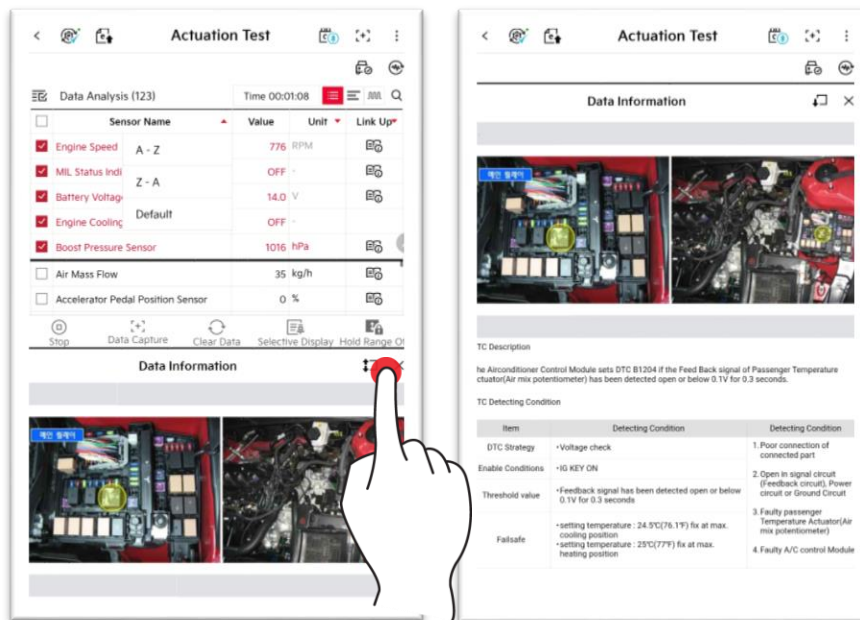 Actuation Test
Data Analysis (123)
Time 00:01:08
Sensor Name Value Unit Link Up
Engine Speed 776 RPM
A - Z
MIL Status Indi OFF -
Z - A
Battery Voltag 14.0 V
Default
Engine Cooling OFF -
Boost Pressure Sensor 1016 hPa
Air Mass Flow 35 kg/h
Accelerator Pedal Position Sensor 0 %
Stop Data Capture Clear Data Selective Display Hold Range Of
Data Information
메인 릴레이
Actuation Test
Data Information
메인 릴레이
TC Description
he Airconditioner Control Module sets DTC B1204 if the Feed Back signal of Passenger Temperature
ctuator(Air mix potentiometer) has been detected open or below 0.1V for 0.3 seconds.
TC Detecting Condition
Item Detecting Condition Detecting Condition
DTC Strategy •Voltage check
Enable Conditions •IG KEY ON
Threshold value •Feedback signal has been detected open or below
0.1V for 0.3 seconds
Failsafe •setting temperature : 24.5℃(76.1℉) fix at max.
cooling position
•setting temperature : 25℃(77℉) fix at max.
heating position
1. Poor connection of
connected part
2. Open in signal circuit
(Feedback circuit), Power
circuit or Ground Circuit
3. Faulty passenger
Temperature Actuator(Air
mix potentiometer)
4. Faulty A/C control Module